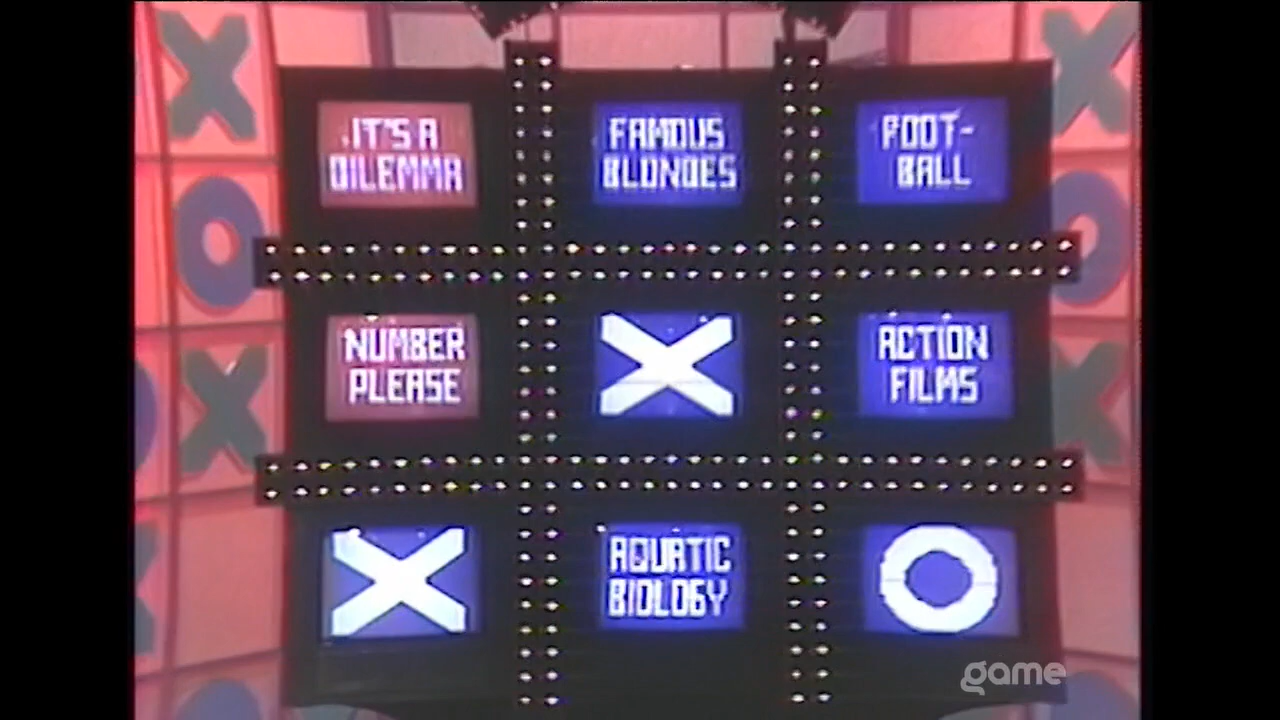 IT'S A
DILEMMA
FAMOUS
BLONDES
FOOT-
BALL
NUMBER
PLEASE
X
ACTION
FILMS
X
AQUATIC
BIOLOGY
O
game